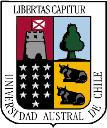 LIBERTAS CAPITUR
UNIVERSIDAD AUSTRAL DE CHILE